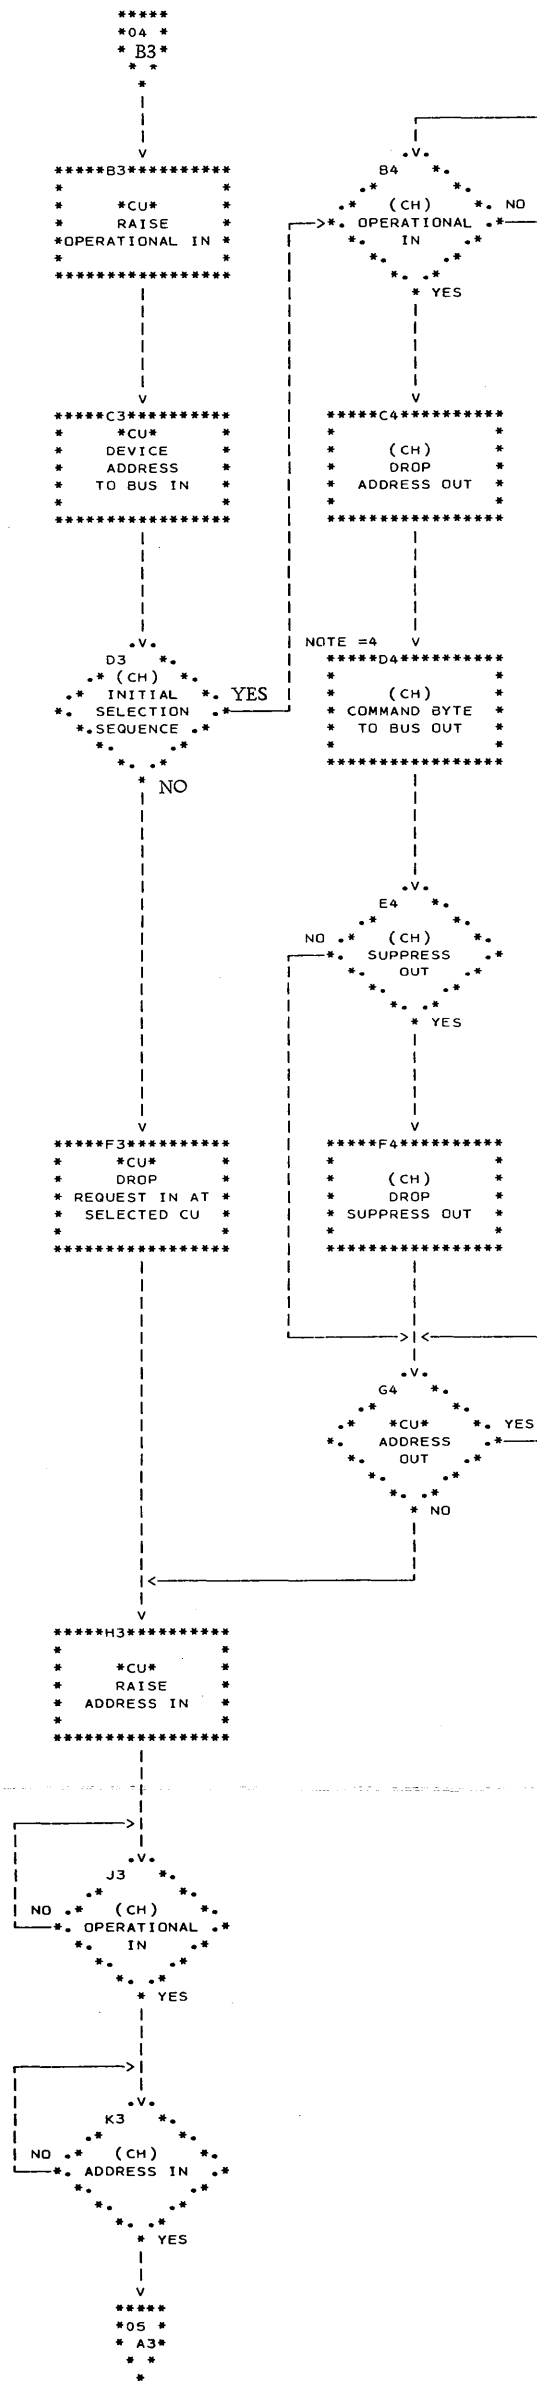 04
B3
B3
*CU*
RAISE
OPERATIONAL IN
C3
*CU*
DEVICE
ADDRESS
TO BUS IN
D3
(CH)
INITIAL
SELECTION
SEQUENCE
YES
NO
F3
*CU*
DROP
REQUEST IN AT
SELECTED CU
H3
*CU*
RAISE
ADDRESS IN
J3
NO
(CH)
OPERATIONAL
IN
YES
K3
NO
(CH)
ADDRESS IN
YES
05
A3
B4
(CH)
OPERATIONAL
IN
NO
YES
C4
(CH)
DROP
ADDRESS OUT
NOTE =4
D4
(CH)
COMMAND BYTE
TO BUS OUT
E4
NO
(CH)
SUPPRESS
OUT
YES
F4
(CH)
DROP
SUPPRESS OUT
G4
*CU*
ADDRESS
OUT
YES
NO